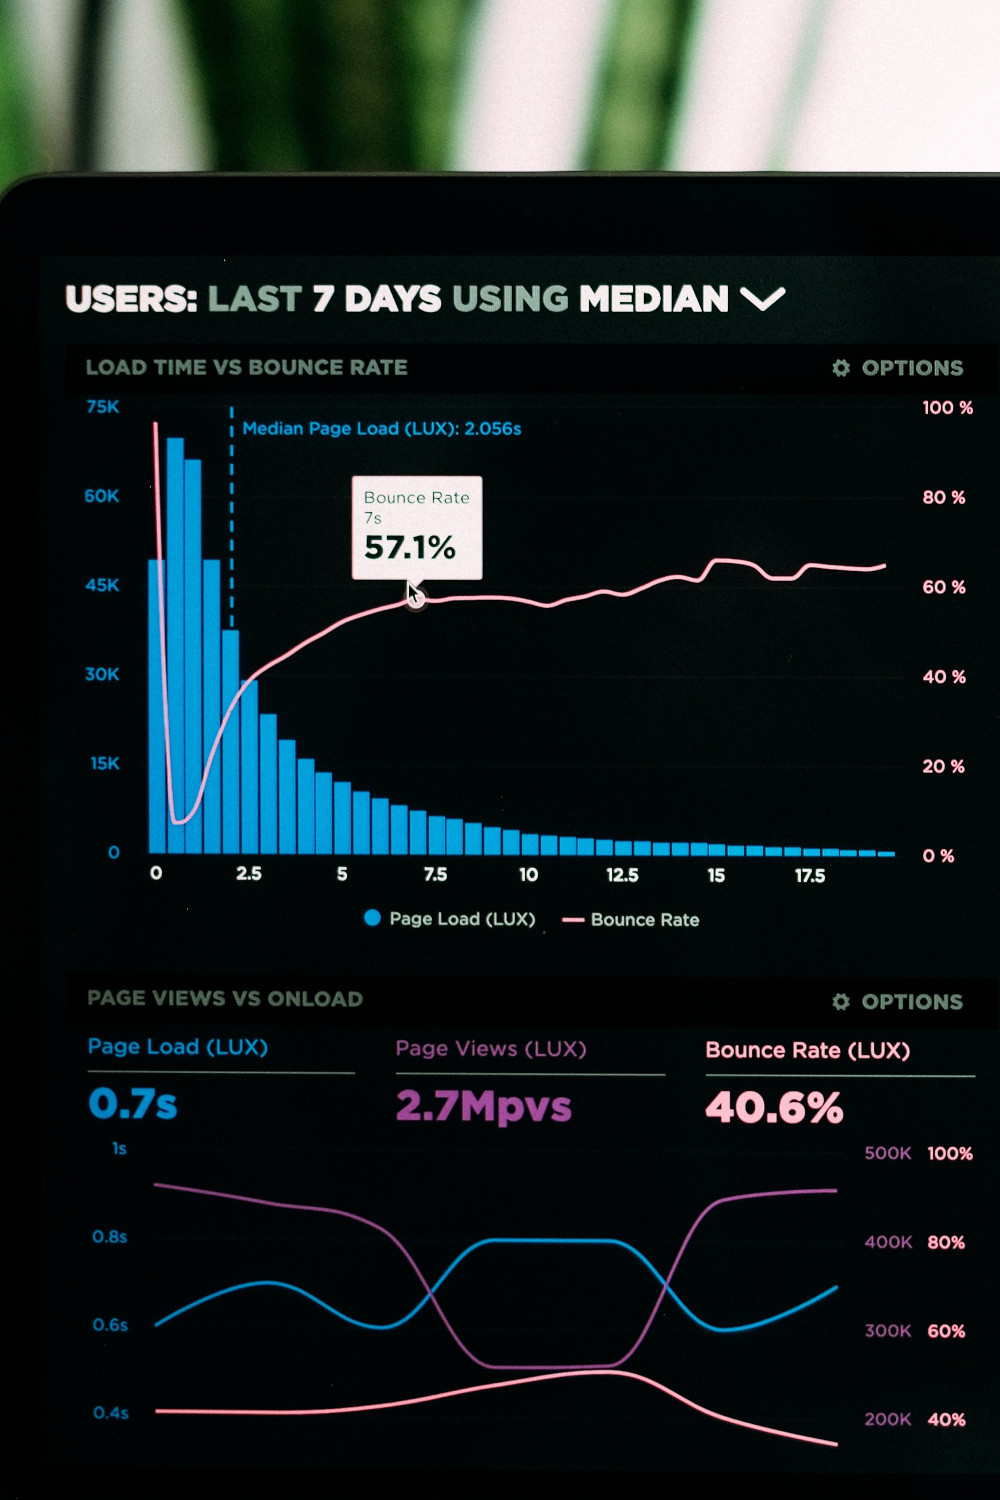 USERS: LAST 7 DAYS USING MEDIAN
LOAD TIME VS BOUNCE RATE
OPTIONS
75K
100 %
Median Page Load (LUX): 2.056s
60K
80 %
Bounce Rate
7s
57.1%
45K
60 %
30K
40 %
15K
20 %
0
0 %
0 2.5 5 7.5 10 12.5 15 17.5
Page Load (LUX) Bounce Rate
PAGE VIEWS VS ONLOAD
OPTIONS
Page Load (LUX)
0.7s
Page Views (LUX)
2.7Mpvs
Bounce Rate (LUX)
40.6%
1s
500K 100%
0.8s
400K 80%
0.6s
300K 60%
0.4s
200K 40%